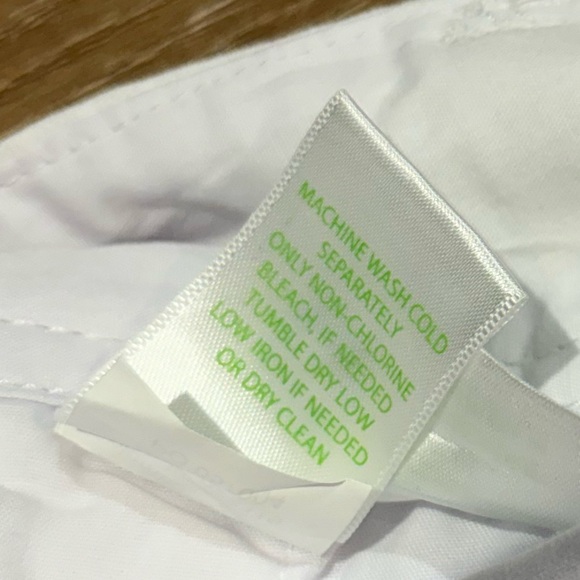 MACHINE WASH COLD
SEPARATELY
ONLY NON-CHLORINE
BLEACH, IF NEEDED
TUMBLE DRY LOW
LOW IRON IF NEEDED
OR DRY CLEAN